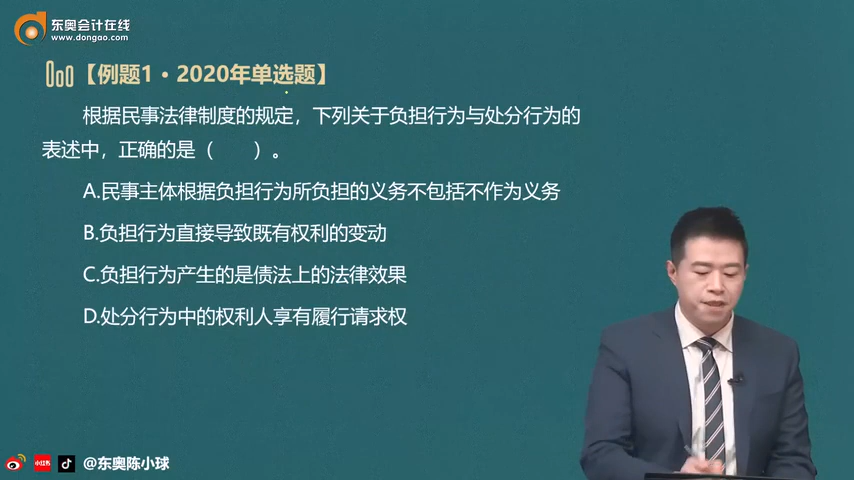 东奥会计在线
www.dongao.com
【例题1·2020年单选题】
根据民事法律制度的规定，下列关于负担行为与处分行为的
表述中，正确的是（　　）。
A.民事主体根据负担行为所负担的义务不包括不作为义务
B.负担行为直接导致既有权利的变动
C.负担行为产生的是债法上的法律效果
D.处分行为中的权利人享有履行请求权
小红书
@东奥陈小球